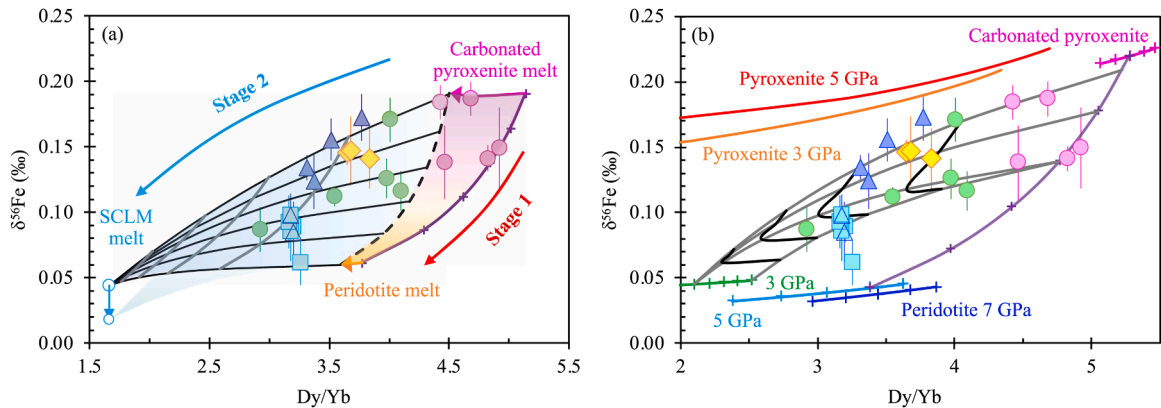 0.25
(a)
0.20
0.15
0.10
0.05
0.00
δ⁵⁶Fe (‰)
Stage 2
Carbonated
pyroxenite melt
SCLM
melt
Stage 1
Peridotite melt
1.5
2.5
3.5
4.5
5.5
Dy/Yb
0.25
(b)
0.20
0.15
0.10
0.05
0.00
δ⁵⁶Fe (‰)
Carbonated pyroxenite
Pyroxenite 5 GPa
Pyroxenite 3 GPa
3 GPa
5 GPa
Peridotite 7 GPa
2
3
4
5
Dy/Yb